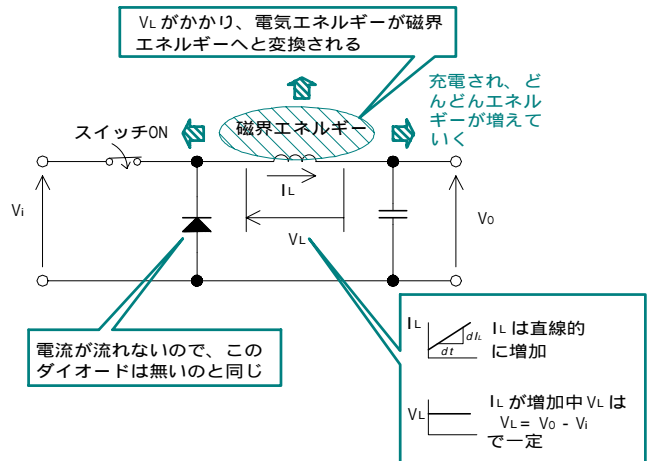 VLがかかり、電気エネルギーが磁界
エネルギーへと変換される
充電され、ど
んどんエネル
ギーが増えて
いく
スイッチON
磁界エネルギー
IL
Vi
VL
V0
電流が流れないので、この
ダイオードは無いのと同じ
IL
dIL
dt
ILは直線的
に増加
VL
ILが増加中VLは
VL= V0 - Vi
で一定